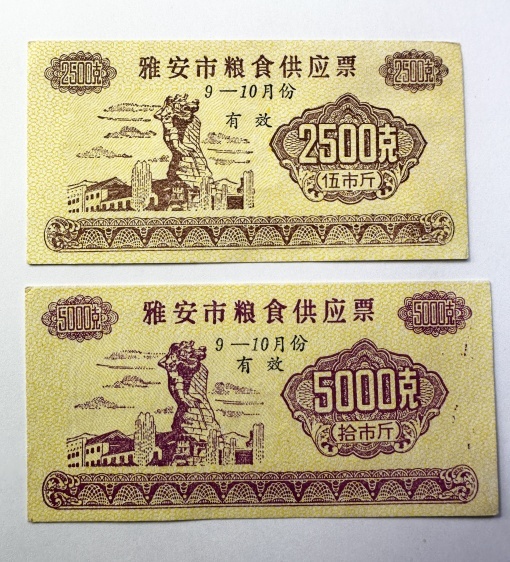 2500克 雅安市粮食供应票 2500克
9—10月份
有效
2500克
伍市斤
5000克 雅安市粮食供应票 5000克
9—10月份
有效
5000克
拾市斤